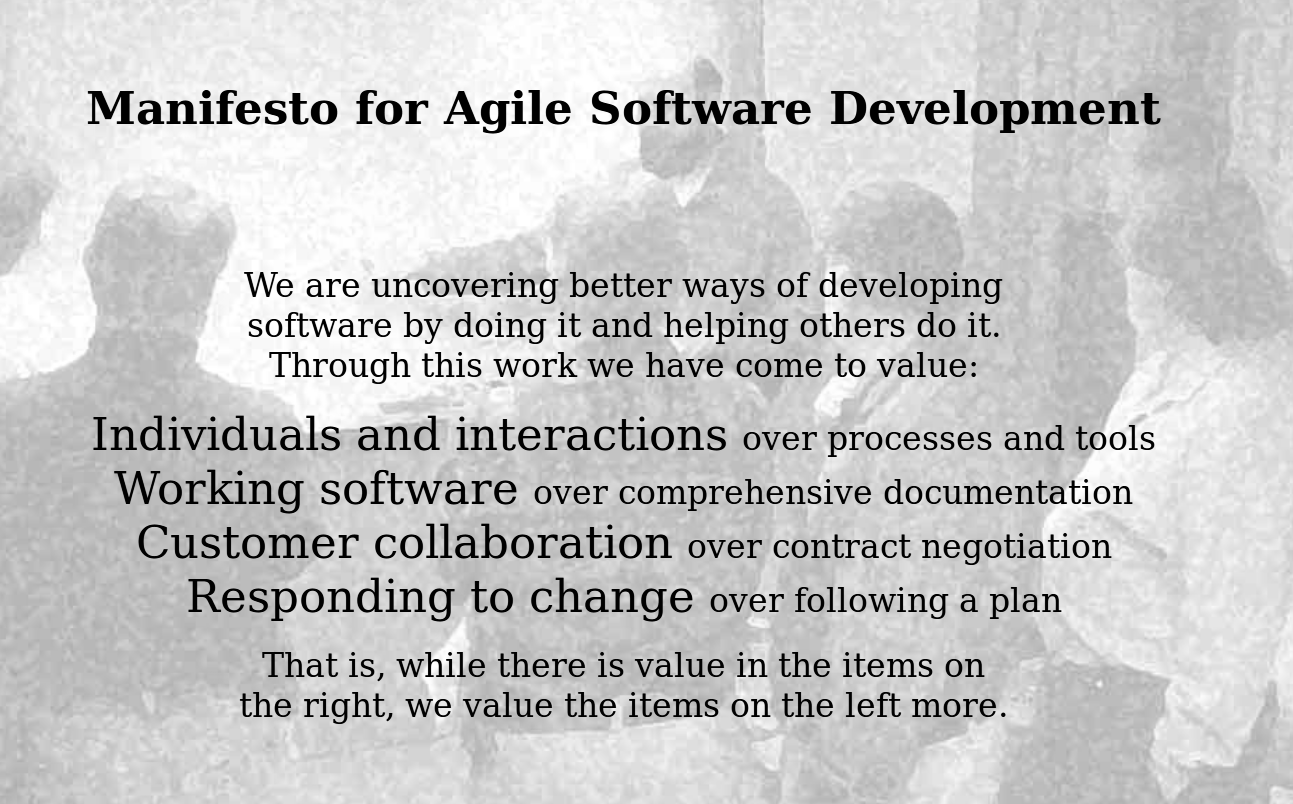 Manifesto for Agile Software Development
We are uncovering better ways of developing
software by doing it and helping others do it.
Through this work we have come to value:
Individuals and interactions over processes and tools
Working software over comprehensive documentation
Customer collaboration over contract negotiation
Responding to change over following a plan
That is, while there is value in the items on
the right, we value the items on the left more.